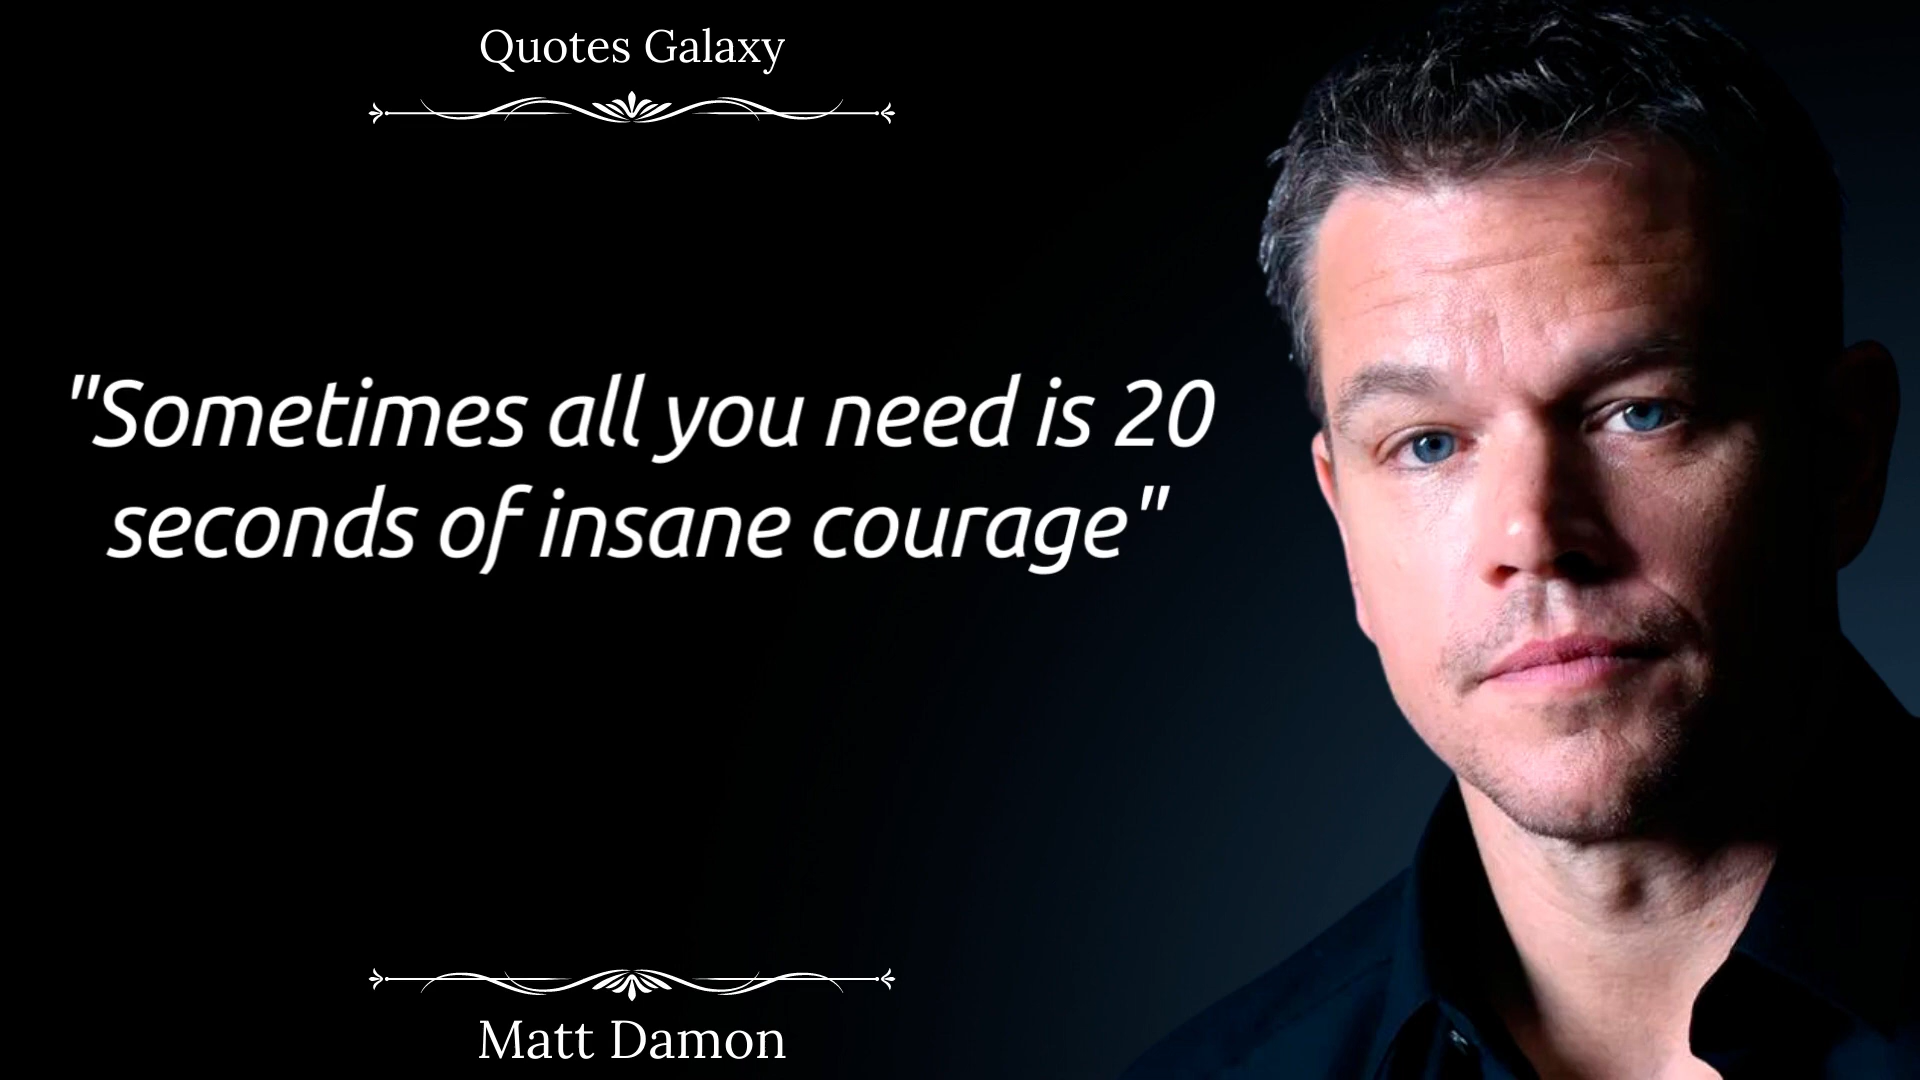 Quotes Galaxy
"Sometimes all you need is 20
seconds of insane courage"
Matt Damon